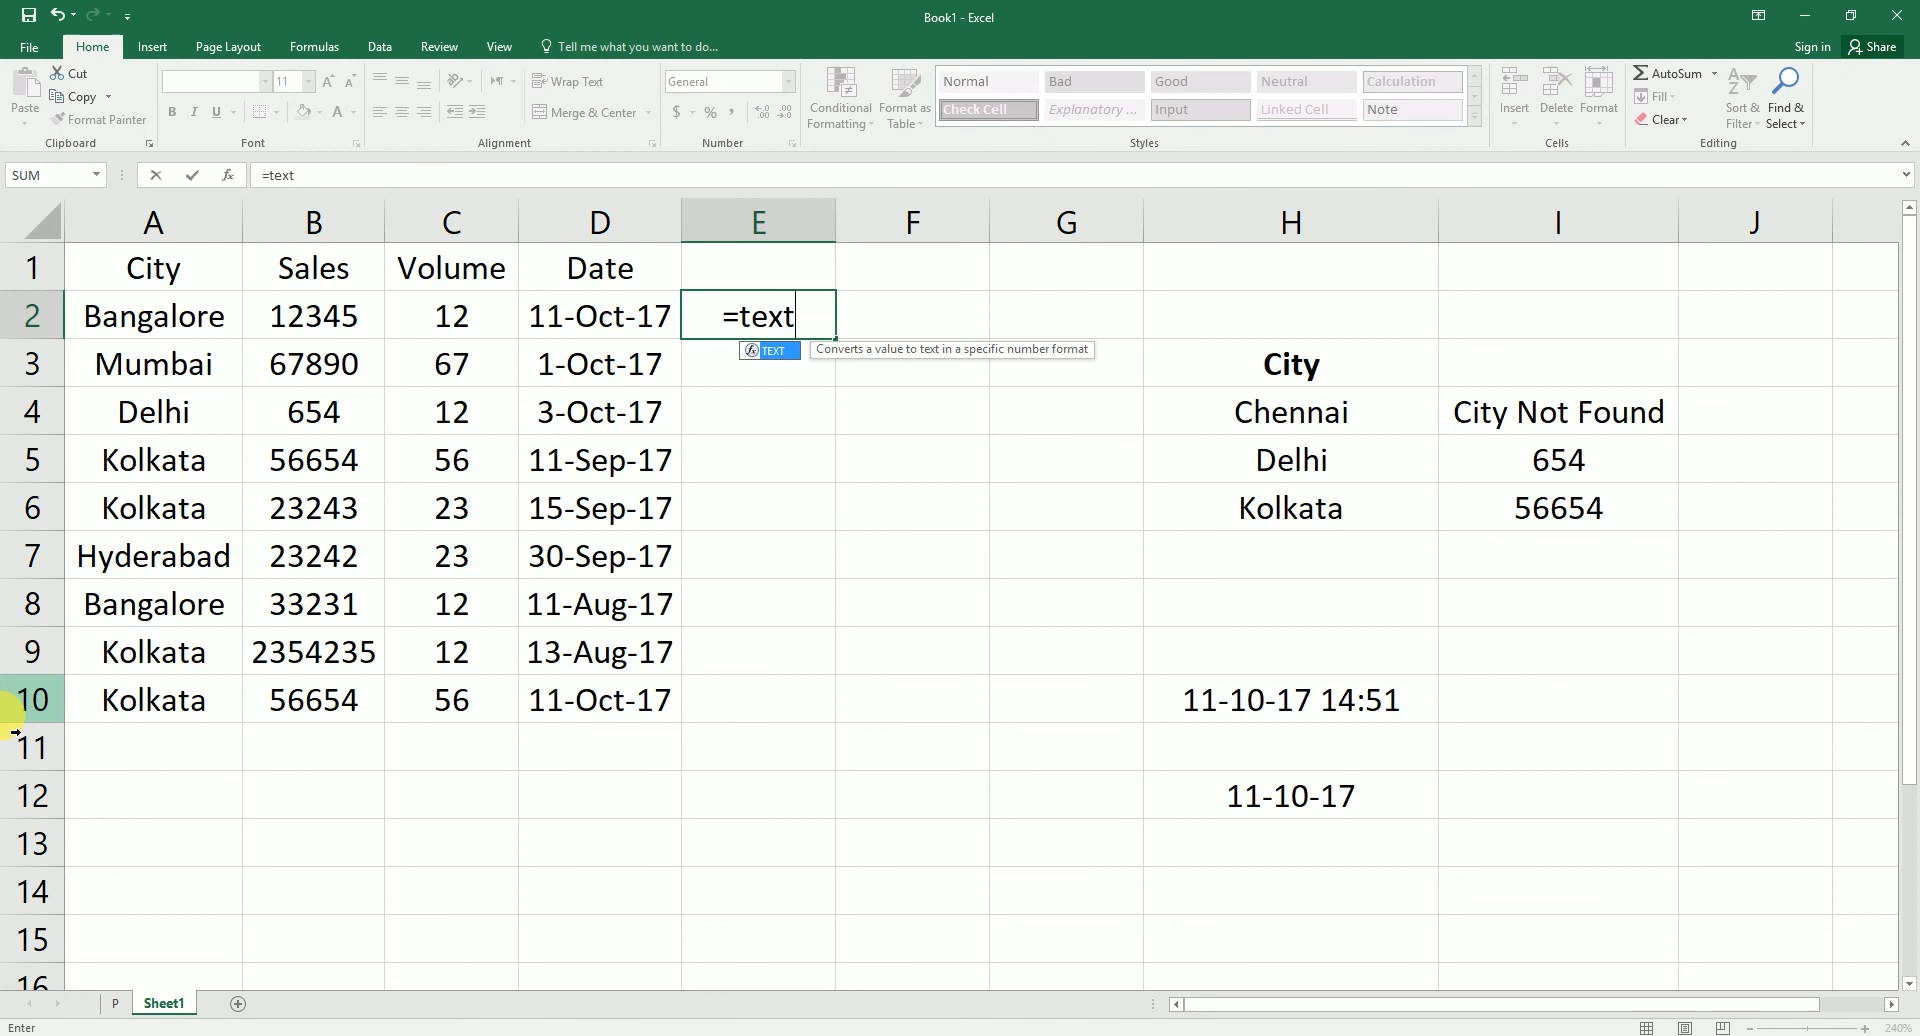 Book1 - Excel
File Home Insert Page Layout Formulas Data Review View Tell me what you want to do... Sign in Share
Paste Cut Copy Format Painter Clipboard
11 A A B I U A Font
Wrap Text Merge & Center Alignment
General $ % , Number
Conditional Formatting Format as Table
Normal Bad Good Neutral Calculation
Check Cell Explanatory ... Input Linked Cell Note
Styles
Insert Delete Format Cells
AutoSum Fill Clear Sort & Filter Find & Select Editing
SUM fx =text
A B C D E F G H I J
1 City Sales Volume Date
2 Bangalore 12345 12 11-Oct-17 =text
fx TEXT Converts a value to text in a specific number format
3 Mumbai 67890 67 1-Oct-17 City
4 Delhi 654 12 3-Oct-17 Chennai City Not Found
5 Kolkata 56654 56 11-Sep-17 Delhi 654
6 Kolkata 23243 23 15-Sep-17 Kolkata 56654
7 Hyderabad 23242 23 30-Sep-17
8 Bangalore 33231 12 11-Aug-17
9 Kolkata 2354235 12 13-Aug-17
10 Kolkata 56654 56 11-Oct-17 11-10-17 14:51
11
12 11-10-17
13
14
15
16
P Sheet1
Enter 240%